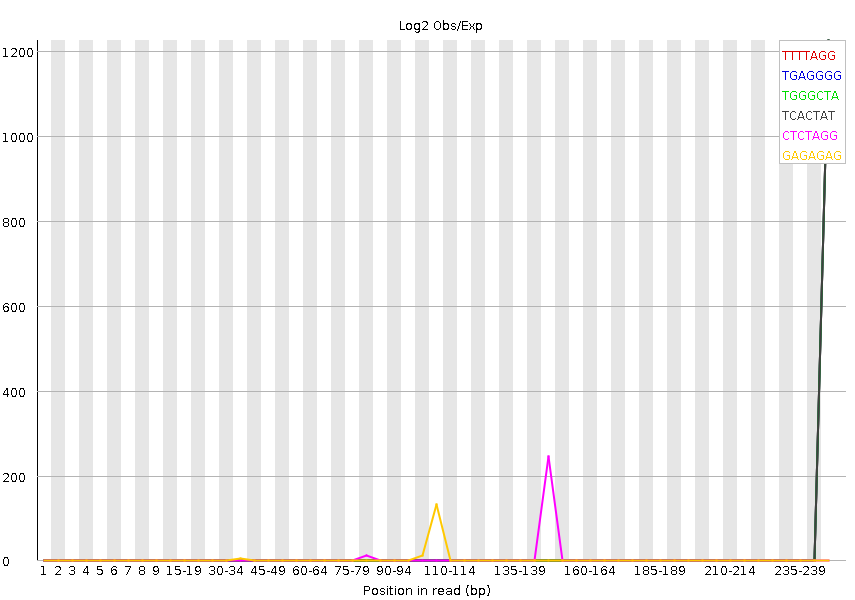 Log2 Obs/Exp
1200
1000
800
600
400
200
0
TTTTAGG
TGAGGGG
TGGGCTA
TCACTAT
CTCTAGG
GAGAGAG
1 2 3 4 5 6 7 8 9 15-19 30-34 45-49 60-64 75-79 90-94 110-114 135-139 160-164 185-189 210-214 235-239
Position in read (bp)